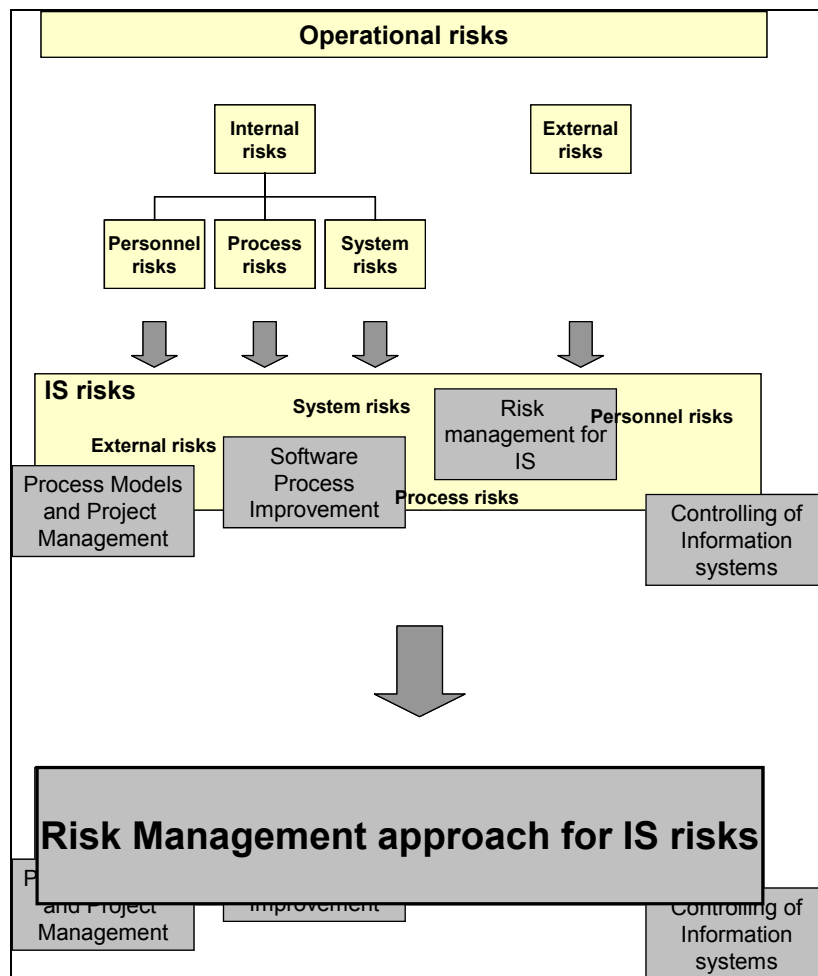 Operational risks
Internal
risks
External
risks
Personnel
risks
Process
risks
System
risks
IS risks
System risks
Risk
management for
IS
Personnel risks
External risks
Software
Process
Improvement
Process Models
and Project
Management
Process risks
Controlling of
Information
systems
Risk Management approach for IS risks
P
and Project
Management
Improvement
Controlling of
Information
systems